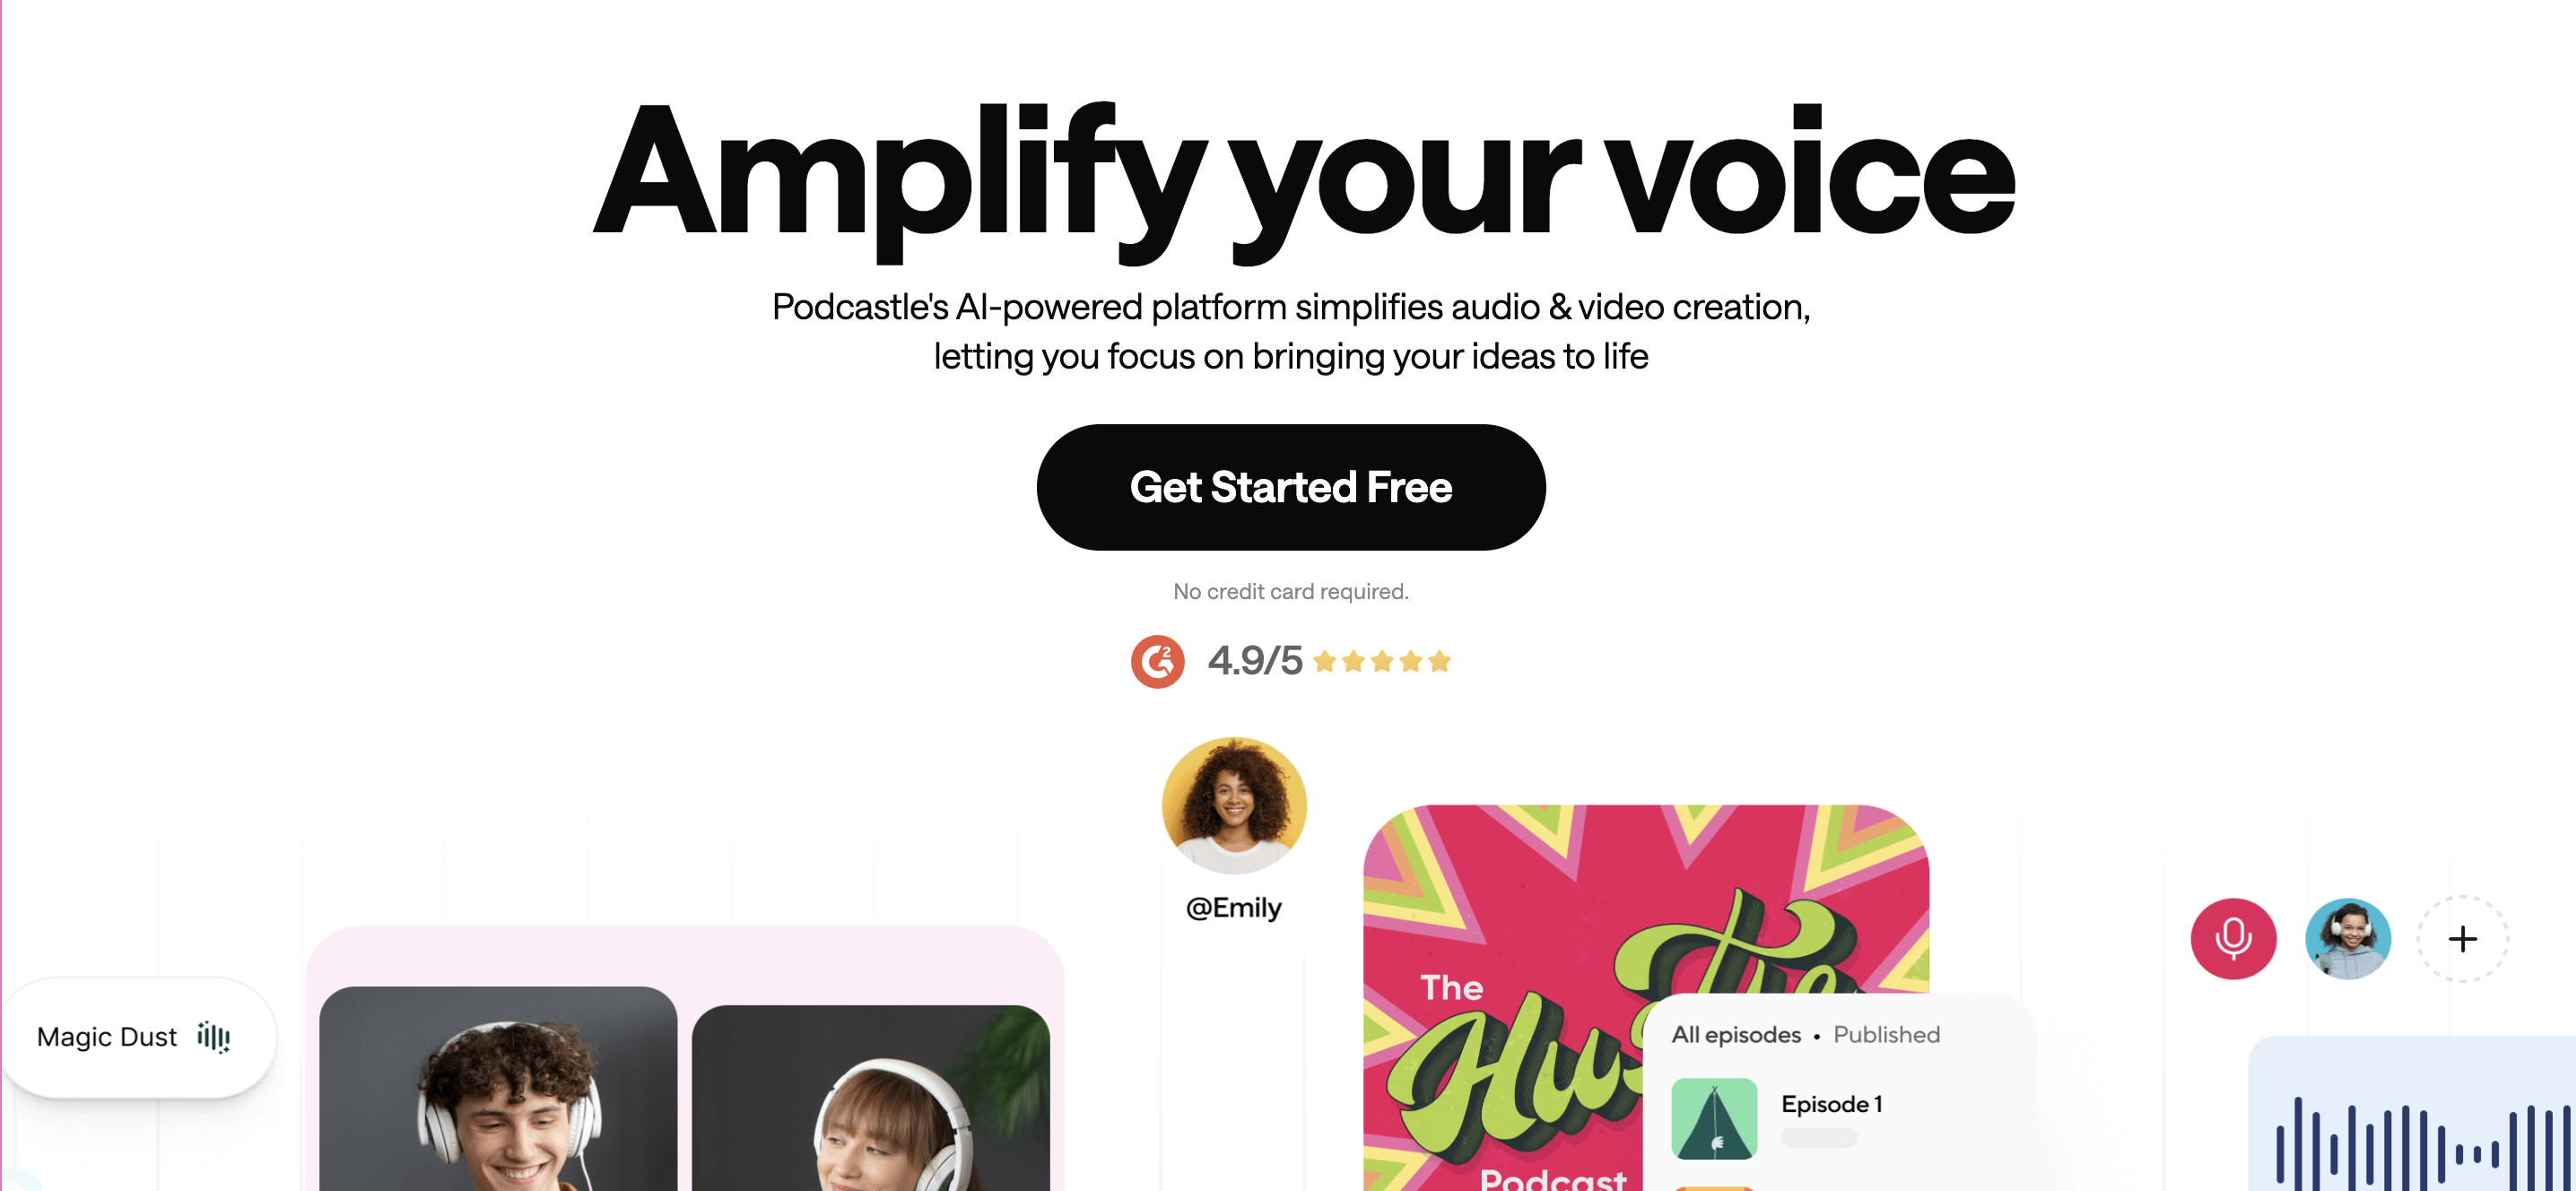 Amplify your voice
Podcastle's AI-powered platform simplifies audio & video creation,
letting you focus on bringing your ideas to life
Get Started Free
No credit card required.
G2 4.9/5
@Emily
Magic Dust
The
Hustle
Podcast
All episodes • Published
Episode 1